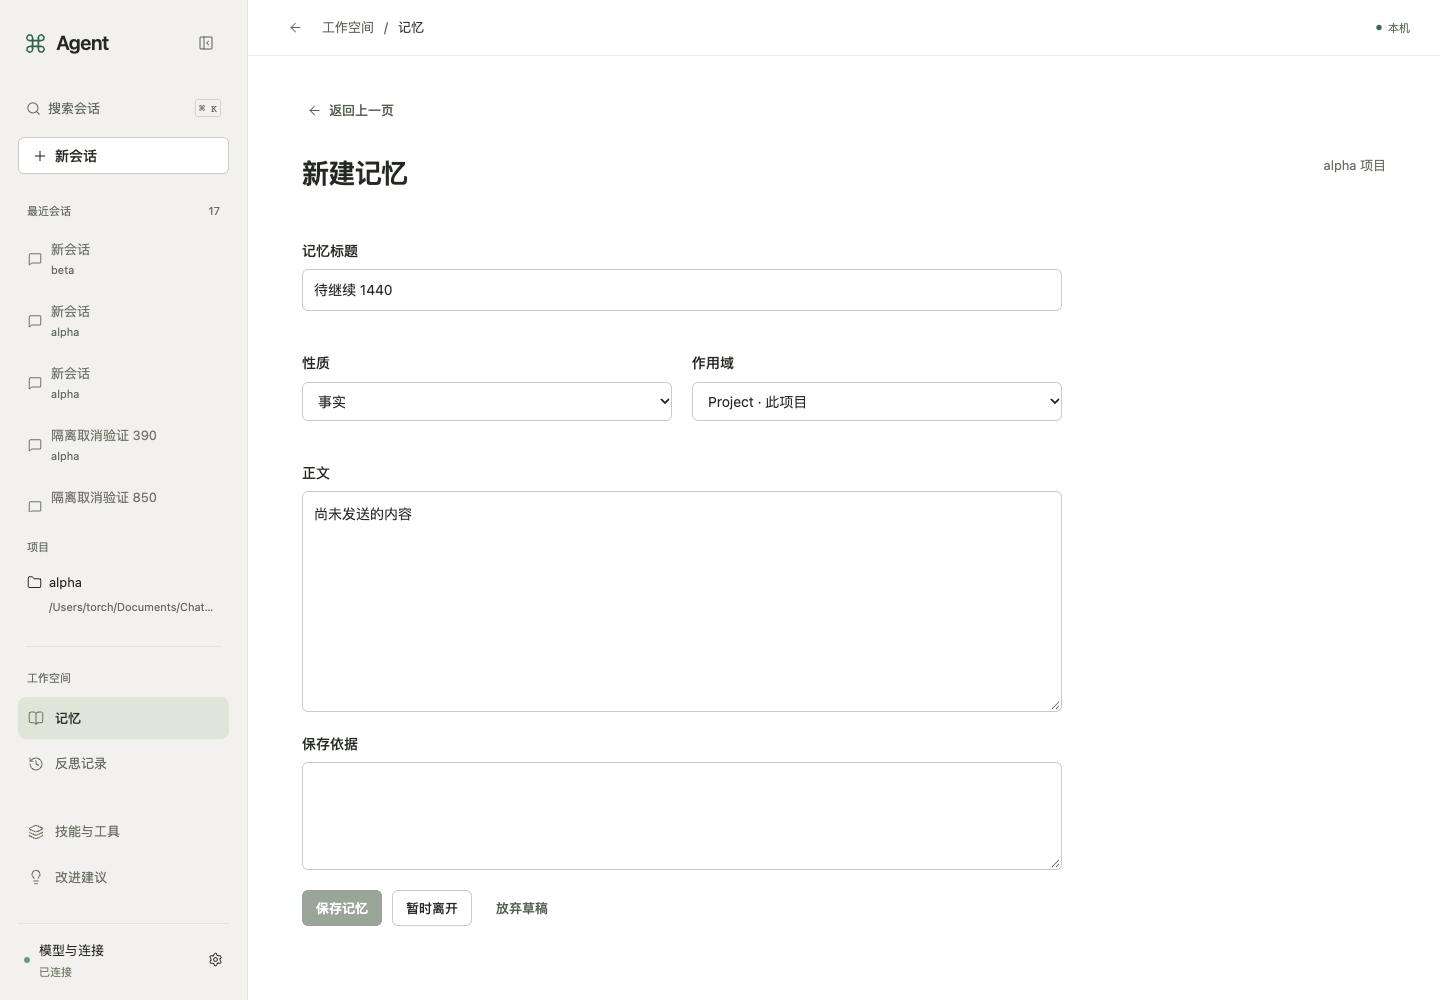 Agent
搜索会话
⌘ K
新会话
最近会话 17
新会话
beta
新会话
alpha
新会话
alpha
隔离取消验证 390
alpha
隔离取消验证 850
项目
alpha
/Users/torch/Documents/Chat...
工作空间
记忆
反思记录
技能与工具
改进建议
模型与连接
已连接
工作空间 / 记忆
本机
返回上一页
新建记忆
alpha 项目
记忆标题
待继续 1440
性质
事实
作用域
Project · 此项目
正文
尚未发送的内容
保存依据
保存记忆
暂时离开
放弃草稿